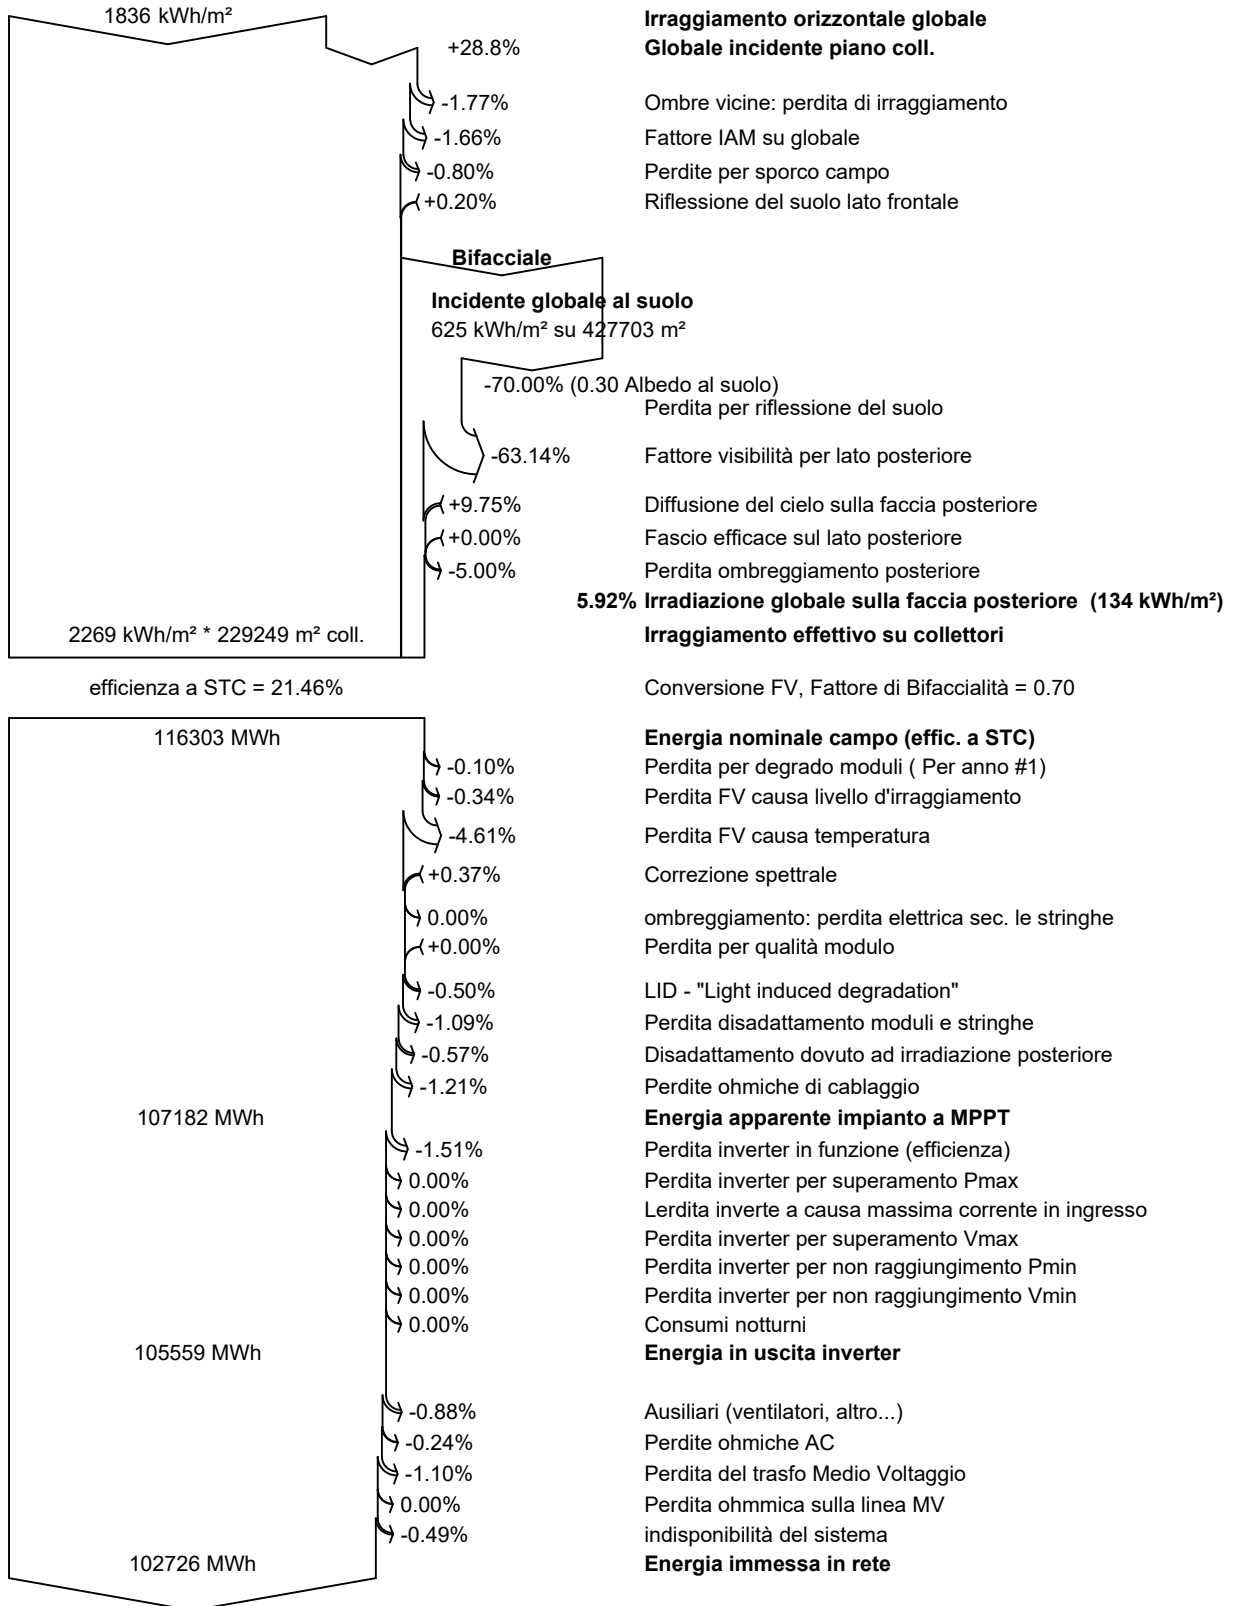 1836 kWh/m² Irraggiamento orizzontale globale
+28.8% Globale incidente piano coll.
-1.77% Ombre vicine: perdita di irraggiamento
-1.66% Fattore IAM su globale
-0.80% Perdite per sporco campo
+0.20% Riflessione del suolo lato frontale
Bifacciale
Incidente globale al suolo
625 kWh/m² su 427703 m²
-70.00% (0.30 Albedo al suolo)
Perdita per riflessione del suolo
-63.14% Fattore visibilità per lato posteriore
+9.75% Diffusione del cielo sulla faccia posteriore
+0.00% Fascio efficace sul lato posteriore
-5.00% Perdita ombreggiamento posteriore
5.92% Irradiazione globale sulla faccia posteriore (134 kWh/m²)
2269 kWh/m² * 229249 m² coll. Irraggiamento effettivo su collettori
efficienza a STC = 21.46% Conversione FV, Fattore di Bifaccialità = 0.70
116303 MWh Energia nominale campo (effic. a STC)
-0.10% Perdita per degrado moduli ( Per anno #1)
-0.34% Perdita FV causa livello d'irraggiamento
-4.61% Perdita FV causa temperatura
+0.37% Correzione spettrale
0.00% ombreggiamento: perdita elettrica sec. le stringhe
+0.00% Perdita per qualità modulo
-0.50% LID - "Light induced degradation"
-1.09% Perdita disadattamento moduli e stringhe
-0.57% Disadattamento dovuto ad irradiazione posteriore
-1.21% Perdite ohmiche di cablaggio
107182 MWh Energia apparente impianto a MPPT
-1.51% Perdita inverter in funzione (efficienza)
0.00% Perdita inverter per superamento Pmax
0.00% Lerdita inverte a causa massima corrente in ingresso
0.00% Perdita inverter per superamento Vmax
0.00% Perdita inverter per non raggiungimento Pmin
0.00% Perdita inverter per non raggiungimento Vmin
0.00% Consumi notturni
105559 MWh Energia in uscita inverter
-0.88% Ausiliari (ventilatori, altro...)
-0.24% Perdite ohmiche AC
-1.10% Perdita del trasfo Medio Voltaggio
0.00% Perdita ohmmica sulla linea MV
-0.49% indisponibilità del sistema
102726 MWh Energia immessa in rete